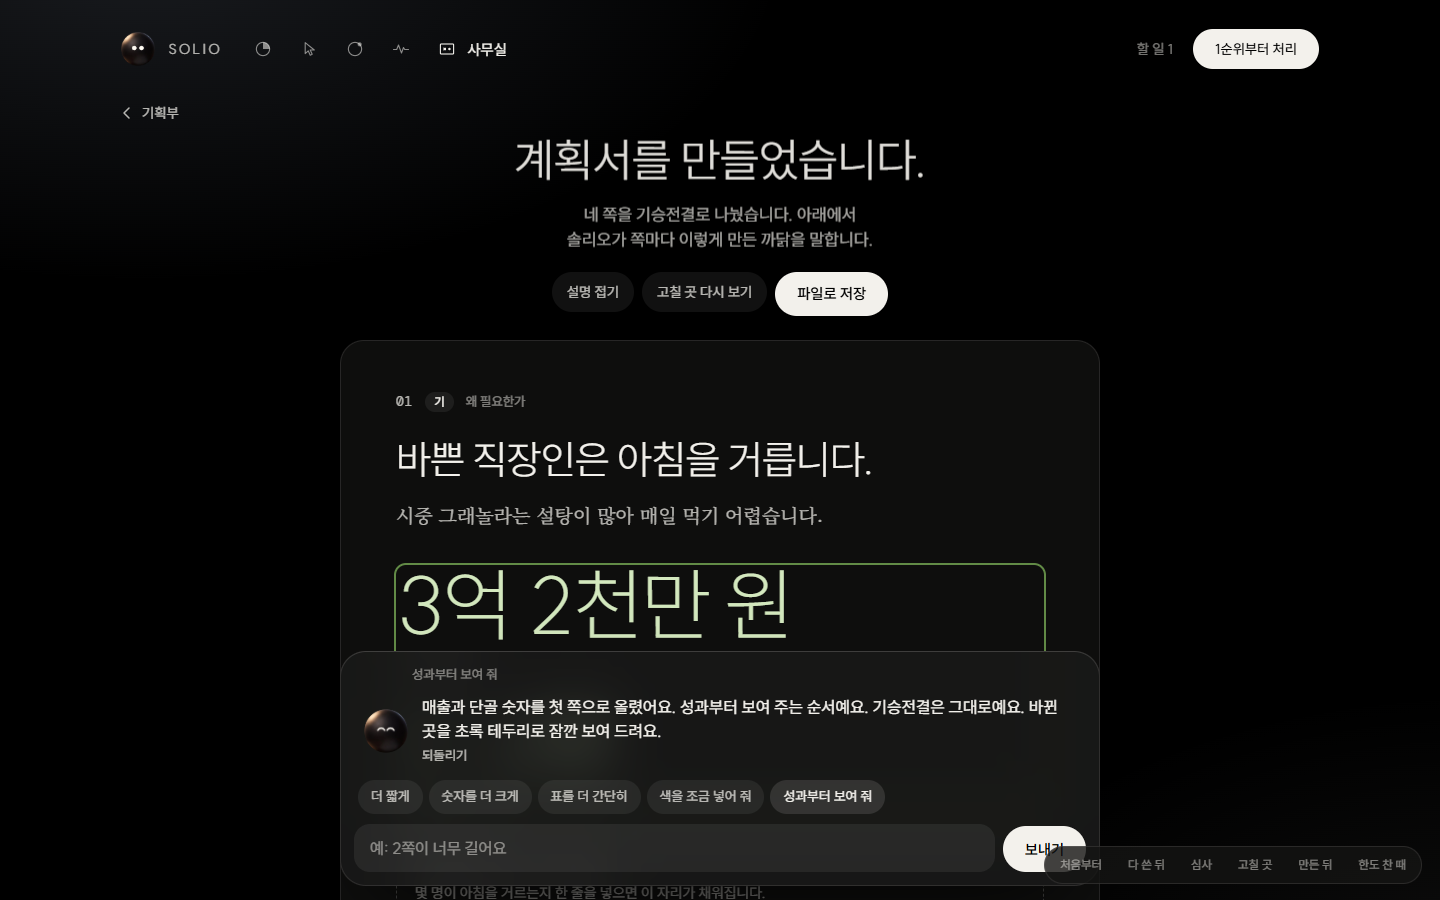 SOLIO
사무실
할 일 1
1순위부터 처리
기획부
계획서를 만들었습니다.
네 쪽을 기승전결로 나눴습니다. 아래에서
솔리오가 쪽마다 이렇게 만든 까닭을 말합니다.
설명 접기
고칠 곳 다시 보기
파일로 저장
01 기 왜 필요한가
바쁜 직장인은 아침을 거릅니다.
시중 그래놀라는 설탕이 많아 매일 먹기 어렵습니다.
3억 2천만 원
성과부터 보여 줘
매출과 단골 숫자를 첫 쪽으로 올렸어요. 성과부터 보여 주는 순서예요. 기승전결은 그대로예요. 바뀐
곳을 초록 테두리로 잠깐 보여 드려요.
되돌리기
더 짧게
숫자를 더 크게
표를 더 간단히
색을 조금 넣어 줘
성과부터 보여 줘
예: 2쪽이 너무 길어요
보내기
처음부터
다 쓴 뒤
심사
고칠 곳
만든 뒤
한도 찬 때
몇 명이 아침을 거르는지 한 줄을 넣으면 이 자리가 채워집니다.